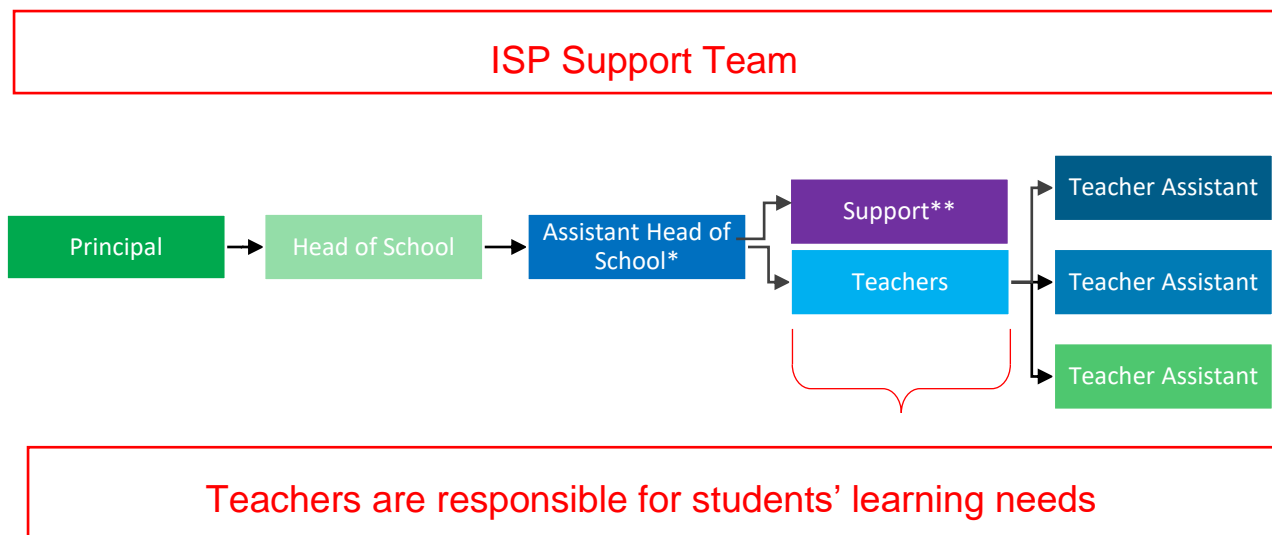 ISP Support Team
Principal
Head of School
Assistant Head of
School*
Support**
Teachers
Teacher Assistant
Teacher Assistant
Teacher Assistant
Teachers are responsible for students’ learning needs